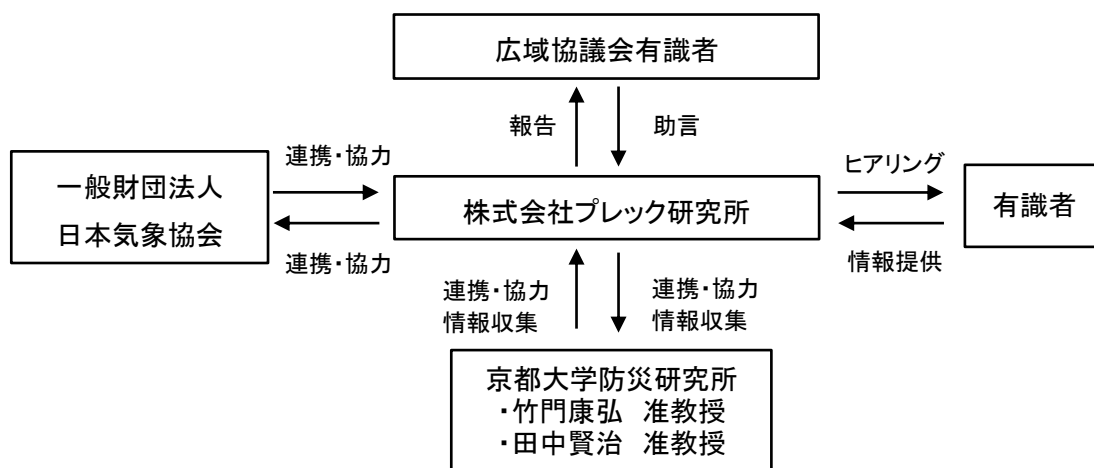 広域協議会有識者
報告
助言
連携・協力
ヒアリング
一般財団法人
日本気象協会
株式会社プレック研究所
有識者
連携・協力
情報提供
連携・協力
情報収集
連携・協力
情報収集
京都大学防災研究所
・竹門康弘 准教授
・田中賢治 准教授